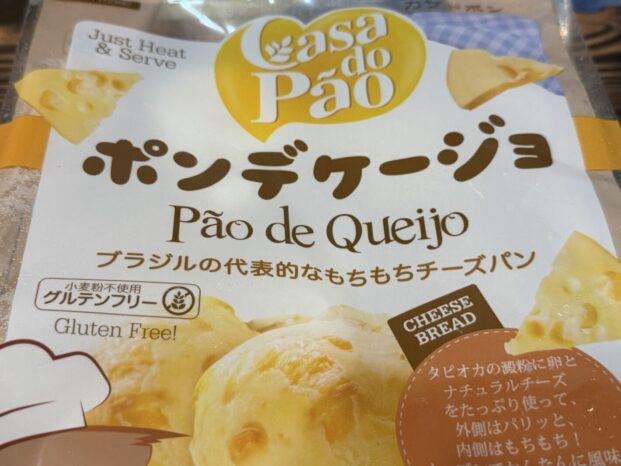 Just Heat
& Serve
Casa
do
Pão
ポンデケージョ
Pão de Queijo
ブラジルの代表的なもちもちチーズパン
小麦粉不使用
グルテンフリー
Gluten Free!
CHEESE
BREAD
タピオカの澱粉に卵と
ナチュラルチーズ
をたっぷり使って、
外側はパリッと、
内側はもちもち!